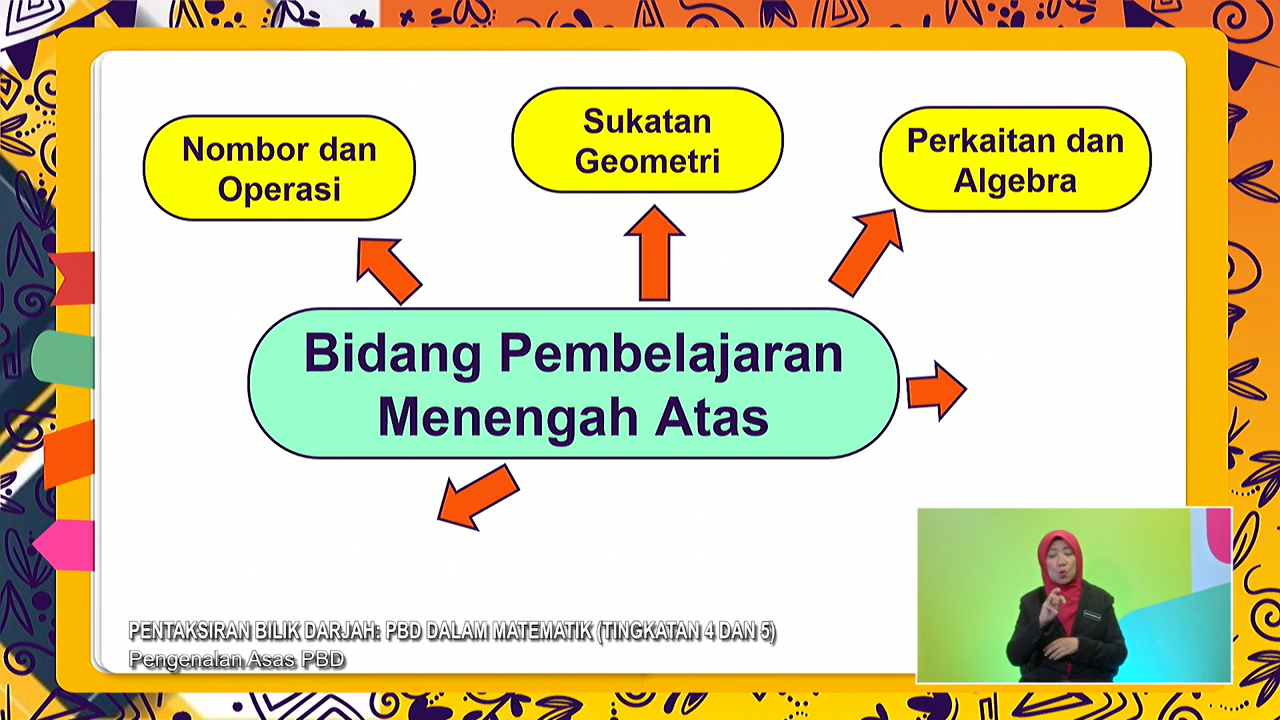 Nombor dan
Operasi
Sukatan
Geometri
Perkaitan dan
Algebra
Bidang Pembelajaran
Menengah Atas
PENTAKSIRAN BILIK DARJAH: PBD DALAM MATEMATIK (TINGKATAN 4 DAN 5)
Pengenalan Asas PBD